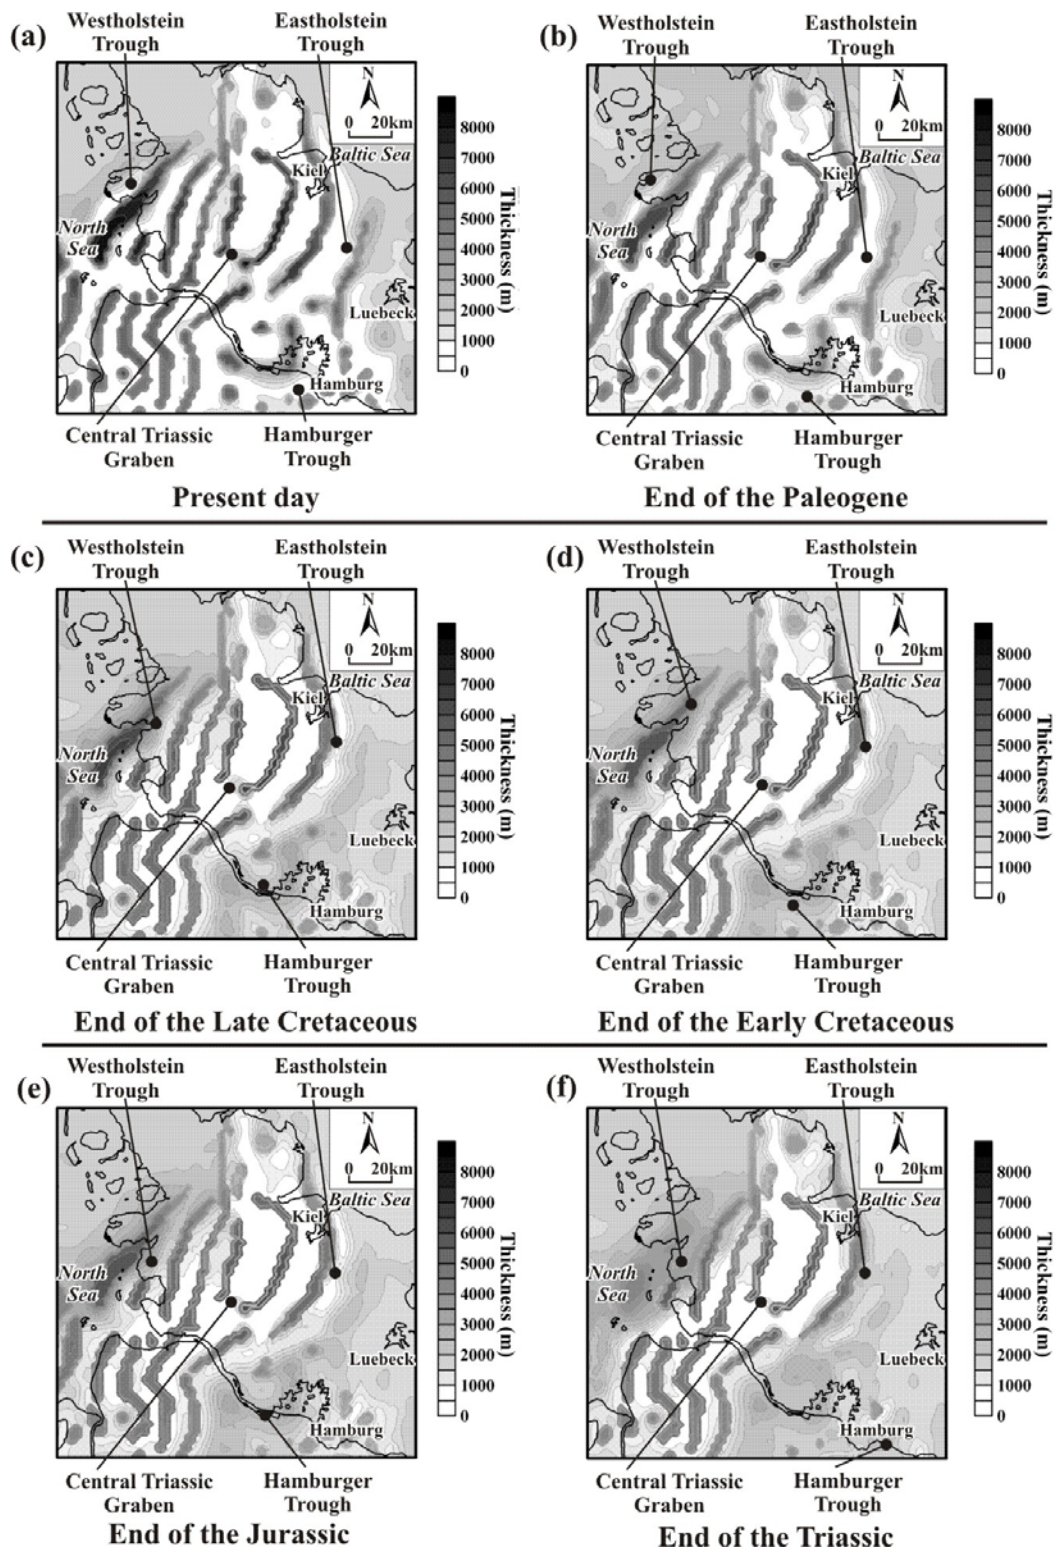 (a)
Westholstein
Trough
Eastholstein
Trough
N
0 20km
Baltic Sea
Kiel
North
Sea
Luebeck
Hamburg
8000
7000
6000
5000
4000
3000
2000
1000
0
Thickness (m)
Central Triassic
Graben
Hamburger
Trough
Present day
(b)
Westholstein
Trough
Eastholstein
Trough
N
0 20km
Baltic Sea
Kiel
North
Sea
Luebeck
Hamburg
8000
7000
6000
5000
4000
3000
2000
1000
0
Thickness (m)
Central Triassic
Graben
Hamburger
Trough
End of the Paleogene
(c)
Westholstein
Trough
Eastholstein
Trough
N
0 20km
Baltic Sea
Kiel
North
Sea
Luebeck
Hamburg
8000
7000
6000
5000
4000
3000
2000
1000
0
Thickness (m)
Central Triassic
Graben
Hamburger
Trough
End of the Late Cretaceous
(d)
Westholstein
Trough
Eastholstein
Trough
N
0 20km
Baltic Sea
Kiel
North
Sea
Luebeck
Hamburg
8000
7000
6000
5000
4000
3000
2000
1000
0
Thickness (m)
Central Triassic
Graben
Hamburger
Trough
End of the Early Cretaceous
(e)
Westholstein
Trough
Eastholstein
Trough
N
0 20km
Baltic Sea
Kiel
North
Sea
Luebeck
Hamburg
8000
7000
6000
5000
4000
3000
2000
1000
0
Thickness (m)
Central Triassic
Graben
Hamburger
Trough
End of the Jurassic
(f)
Westholstein
Trough
Eastholstein
Trough
N
0 20km
Baltic Sea
Kiel
North
Sea
Luebeck
Hamburg
8000
7000
6000
5000
4000
3000
2000
1000
0
Thickness (m)
Central Triassic
Graben
Hamburger
Trough
End of the Triassic